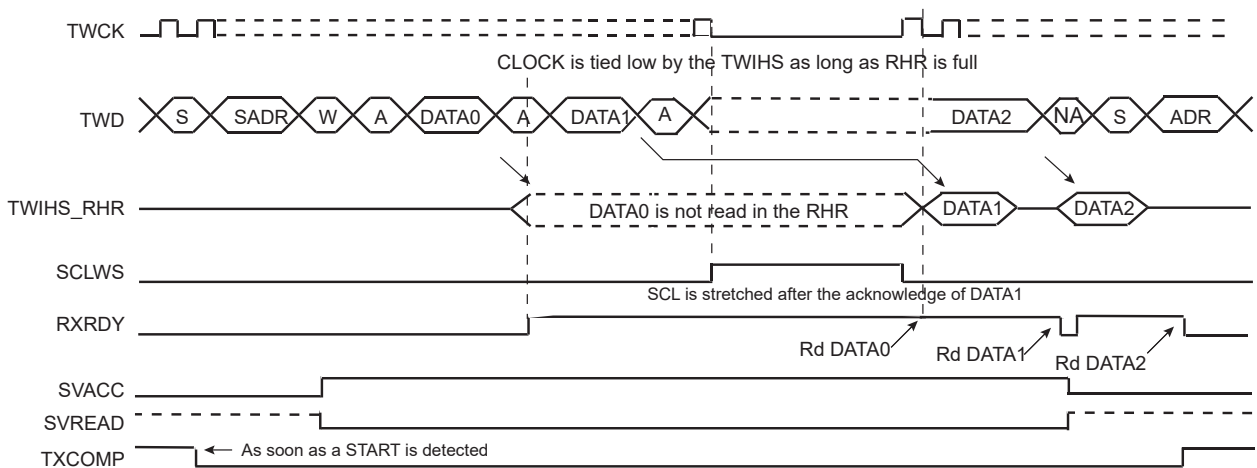 TWCK
CLOCK is tied low by the TWIHS as long as RHR is full
TWD S SADR W A DATA0 A DATA1 A DATA2 NA S ADR
TWIHS_RHR DATA0 is not read in the RHR DATA1 DATA2
SCLWS
SCL is stretched after the acknowledge of DATA1
RXRDY
Rd DATA0 Rd DATA1 Rd DATA2
SVACC
SVREAD
TXCOMP As soon as a START is detected